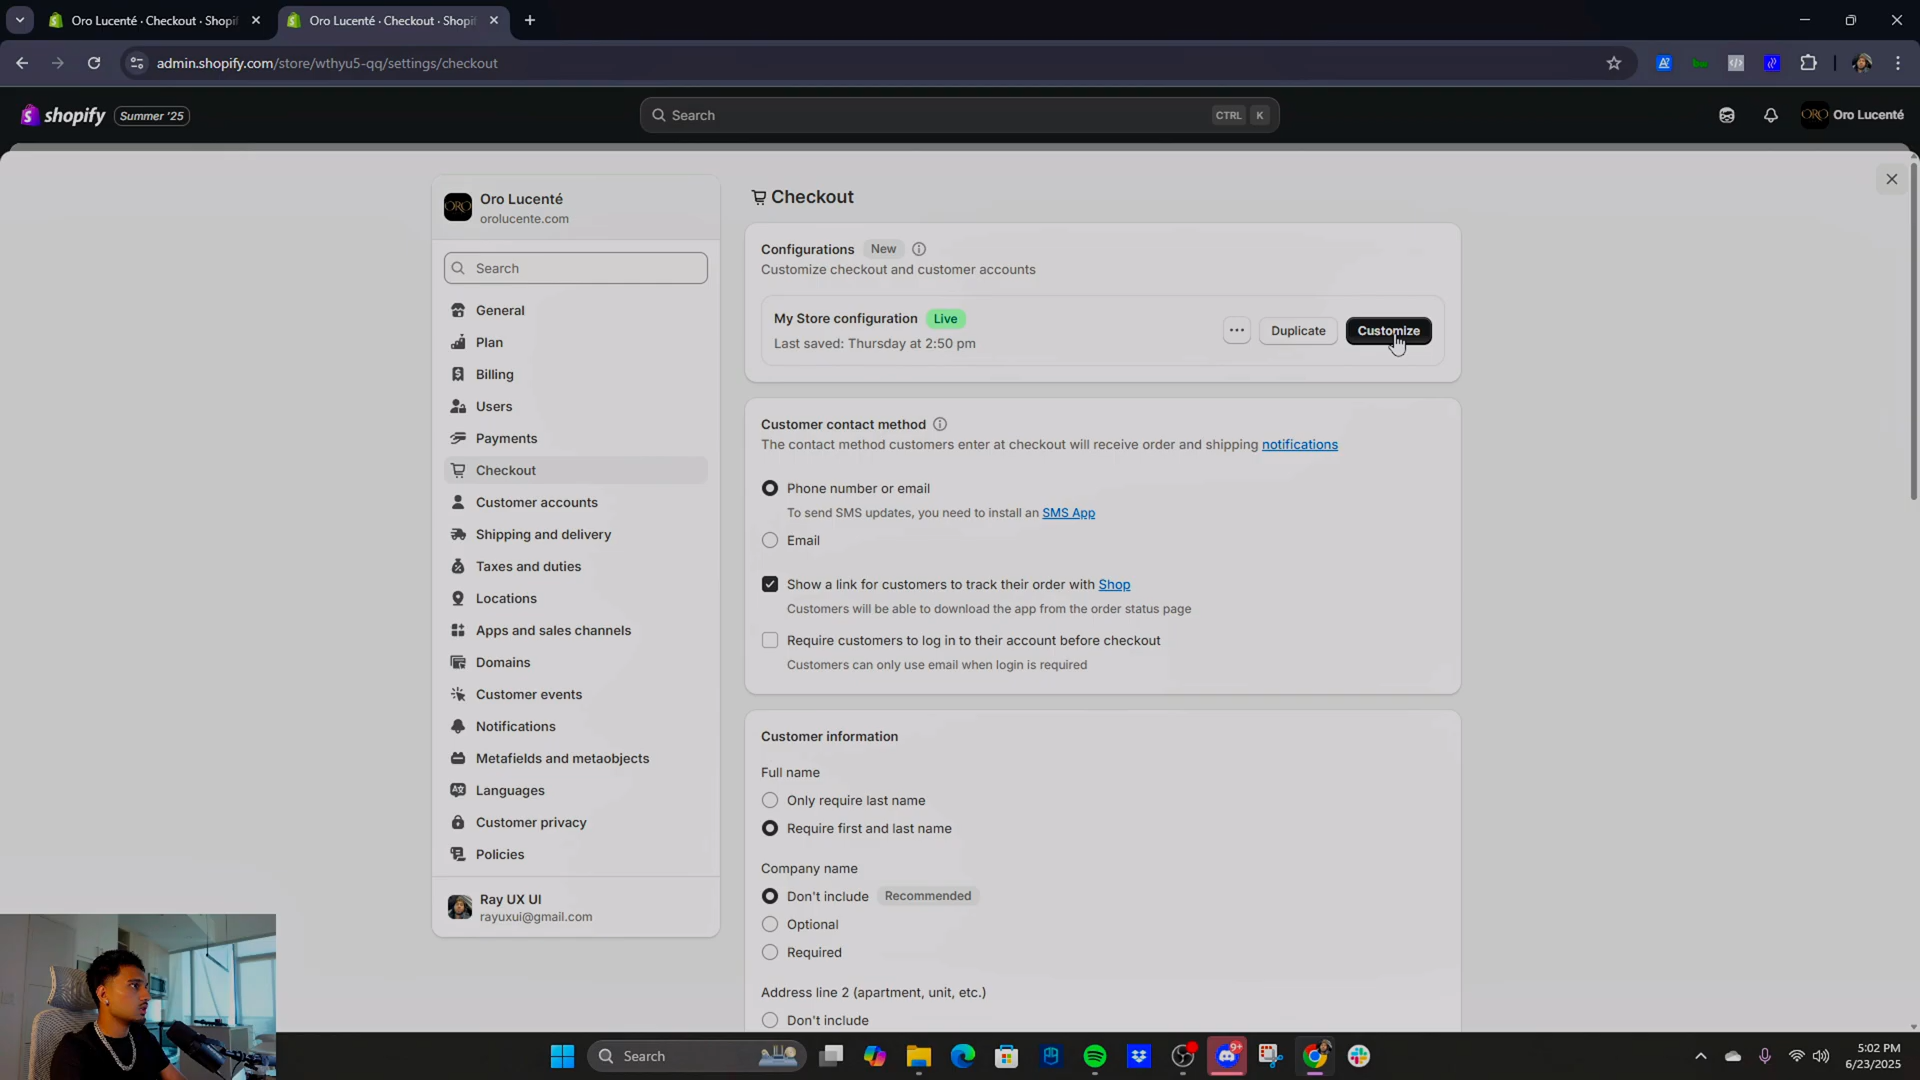 Oro Lucenté · Checkout · Shopif
Oro Lucenté · Checkout · Shopif
admin.shopify.com/store/wthyu5-qq/settings/checkout
shopify
Summer '25
Search
CTRL
K
ORO
Oro Lucenté
ORO
Oro Lucenté
orolucente.com
Search
General
Plan
Billing
Users
Payments
Checkout
Customer accounts
Shipping and delivery
Taxes and duties
Locations
Apps and sales channels
Domains
Customer events
Notifications
Metafields and metaobjects
Languages
Customer privacy
Policies
Ray UX UI
rayuxui@gmail.com
Checkout
Configurations New
Customize checkout and customer accounts
My Store configuration Live
Last saved: Thursday at 2:50 pm
Duplicate
Customize
Customer contact method
The contact method customers enter at checkout will receive order and shipping notifications
Phone number or email
To send SMS updates, you need to install an SMS App
Email
Show a link for customers to track their order with Shop
Customers will be able to download the app from the order status page
Require customers to log in to their account before checkout
Customers can only use email when login is required
Customer information
Full name
Only require last name
Require first and last name
Company name
Don't include Recommended
Optional
Required
Address line 2 (apartment, unit, etc.)
Don't include
Search
9+
5:02 PM
6/23/2025